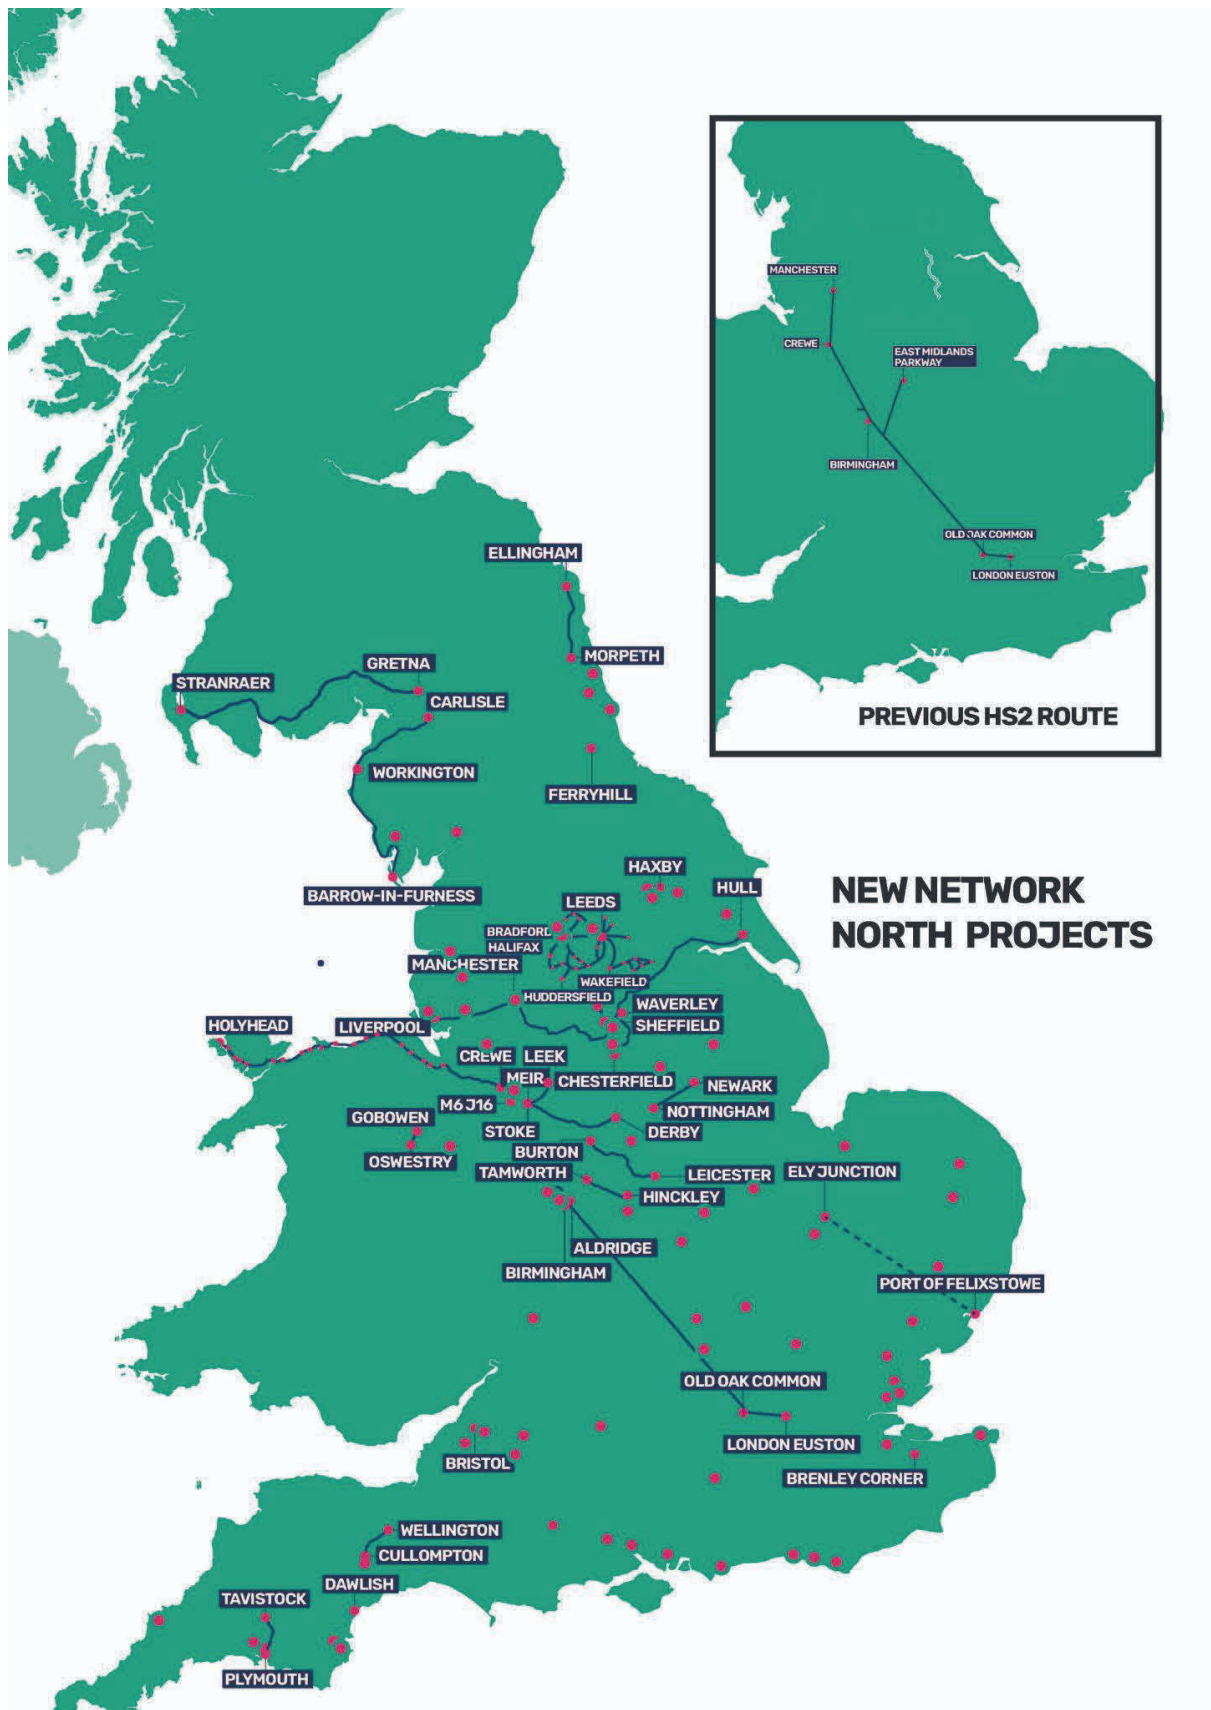 MANCHESTER
CREWE
EAST MIDLANDS
PARKWAY
BIRMINGHAM
OLD OAK COMMON
LONDON EUSTON
PREVIOUS HS2 ROUTE
ELLINGHAM
MORPETH
GRETNA
STRANRAER
CARLISLE
WORKINGTON
FERRYHILL
BARROW-IN-FURNESS
NEW NETWORK
NORTH PROJECTS
HAXBY
HULL
LEEDS
BRADFORD
HALIFAX
MANCHESTER
WAKEFIELD
HUDDERSFIELD
WAVERLEY
SHEFFIELD
HOLYHEAD
LIVERPOOL
CREWE
LEEK
MEIR
CHESTERFIELD
NEWARK
M6 J16
NOTTINGHAM
GOBOWEN
STOKE
DERBY
OSWESTRY
BURTON
TAMWORTH
LEICESTER
ELY JUNCTION
HINCKLEY
ALDRIDGE
BIRMINGHAM
PORT OF FELIXSTOWE
OLD OAK COMMON
LONDON EUSTON
BRISTOL
BRENLEY CORNER
WELLINGTON
CULLOMPTON
DAWLISH
TAVISTOCK
PLYMOUTH